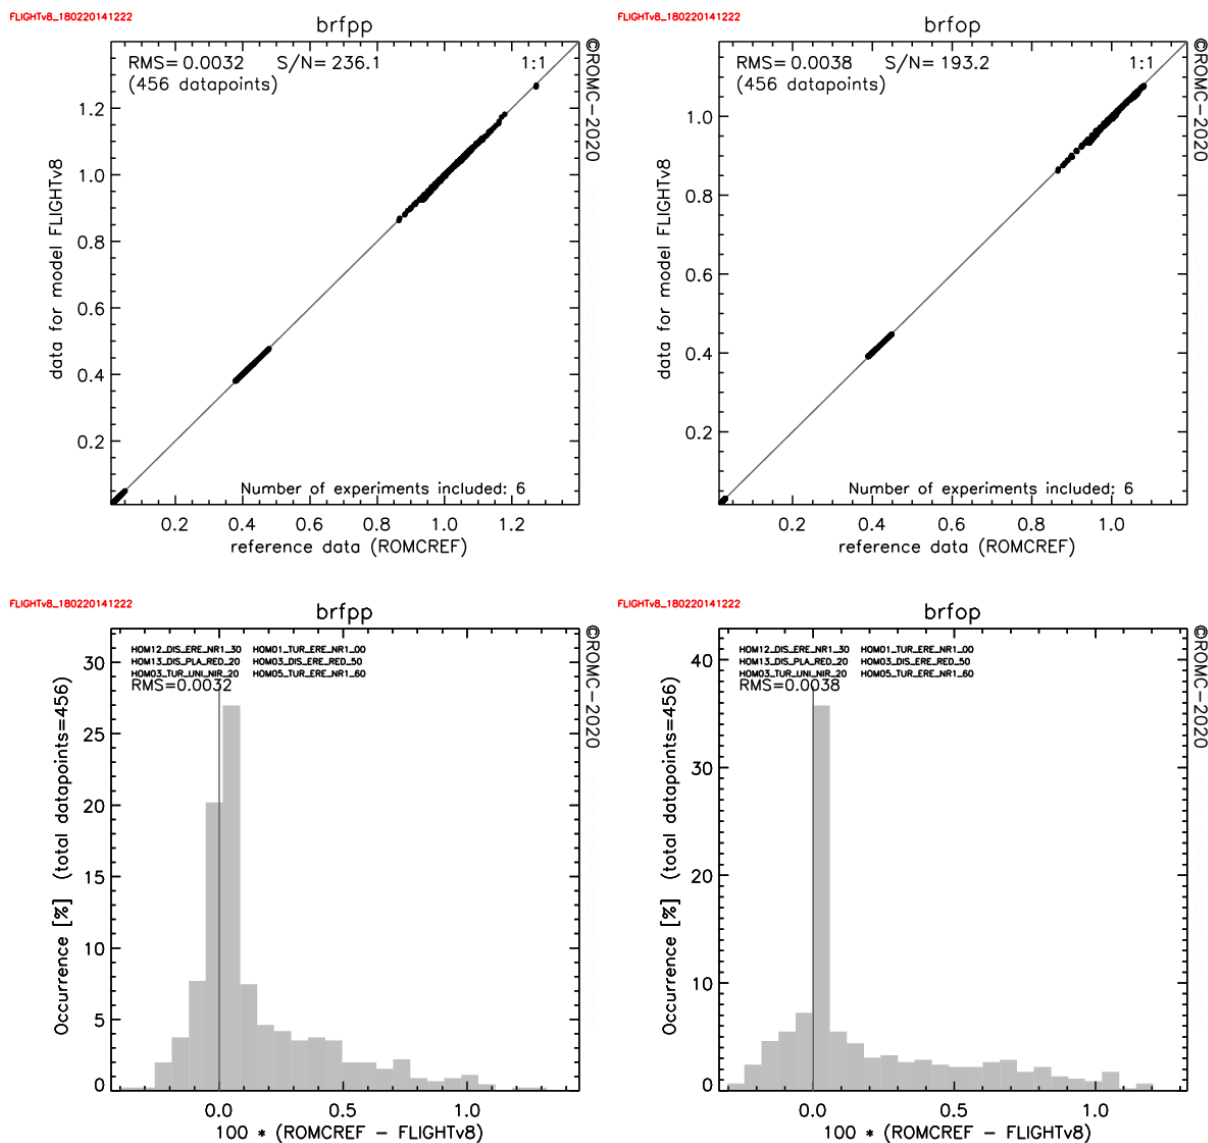 FLIGHTv8_180220141222
brfpp
RMS= 0.0032 S/N= 236.1 1:1
(456 datapoints)
1.2
1.0
0.8
0.6
0.4
0.2
data for model FLIGHTv8
Number of experiments included: 6
0.2 0.4 0.6 0.8 1.0 1.2
reference data (ROMCREF)
©ROMC-2020
FLIGHTv8_180220141222
brfop
RMS= 0.0038 S/N= 193.2 1:1
(456 datapoints)
1.0
0.8
0.6
0.4
0.2
data for model FLIGHTv8
Number of experiments included: 6
0.2 0.4 0.6 0.8 1.0
reference data (ROMCREF)
©ROMC-2020
FLIGHTv8_180220141222
brfpp
HOM12_DIS_ERE_NR1_30 HOM01_TUR_ERE_NR1_00
HOM13_DIS_PLA_RED_20 HOM03_DIS_ERE_RED_50
HOM03_TUR_UNI_NIR_20 HOM05_TUR_ERE_NR1_60
RMS=0.0032
30
25
20
15
10
5
0
Occurrence [%] (total datapoints=456)
0.0 0.5 1.0
100 * (ROMCREF - FLIGHTv8)
©ROMC-2020
FLIGHTv8_180220141222
brfop
HOM12_DIS_ERE_NR1_30 HOM01_TUR_ERE_NR1_00
HOM13_DIS_PLA_RED_20 HOM03_DIS_ERE_RED_50
HOM03_TUR_UNI_NIR_20 HOM05_TUR_ERE_NR1_60
RMS=0.0038
40
30
20
10
0
Occurrence [%] (total datapoints=456)
0.0 0.5 1.0
100 * (ROMCREF - FLIGHTv8)
©ROMC-2020